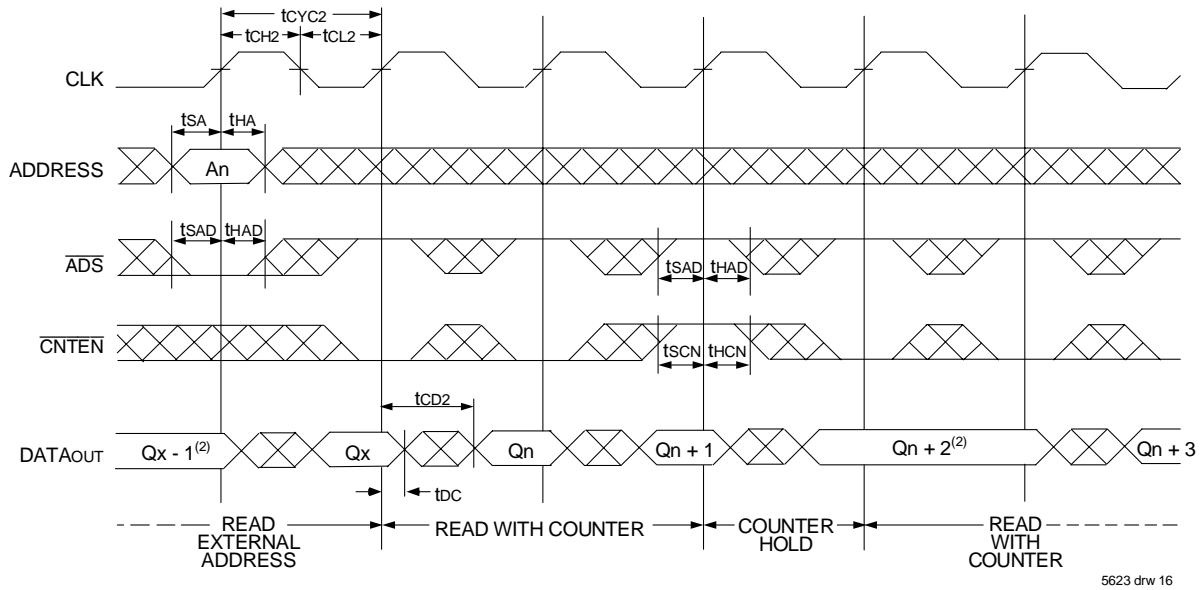 tCYC2
tCH2 tCL2
CLK
tSA tHA
ADDRESS An
tSAD tHAD
ADS
tSAD tHAD
CNTEN
tSCN tHCN
tCD2
DATAOUT Qx - 1(2) Qx Qn Qn + 1 Qn + 2(2) Qn + 3
tDC
READ EXTERNAL ADDRESS
READ WITH COUNTER
COUNTER HOLD
READ WITH COUNTER
5623 drw 16